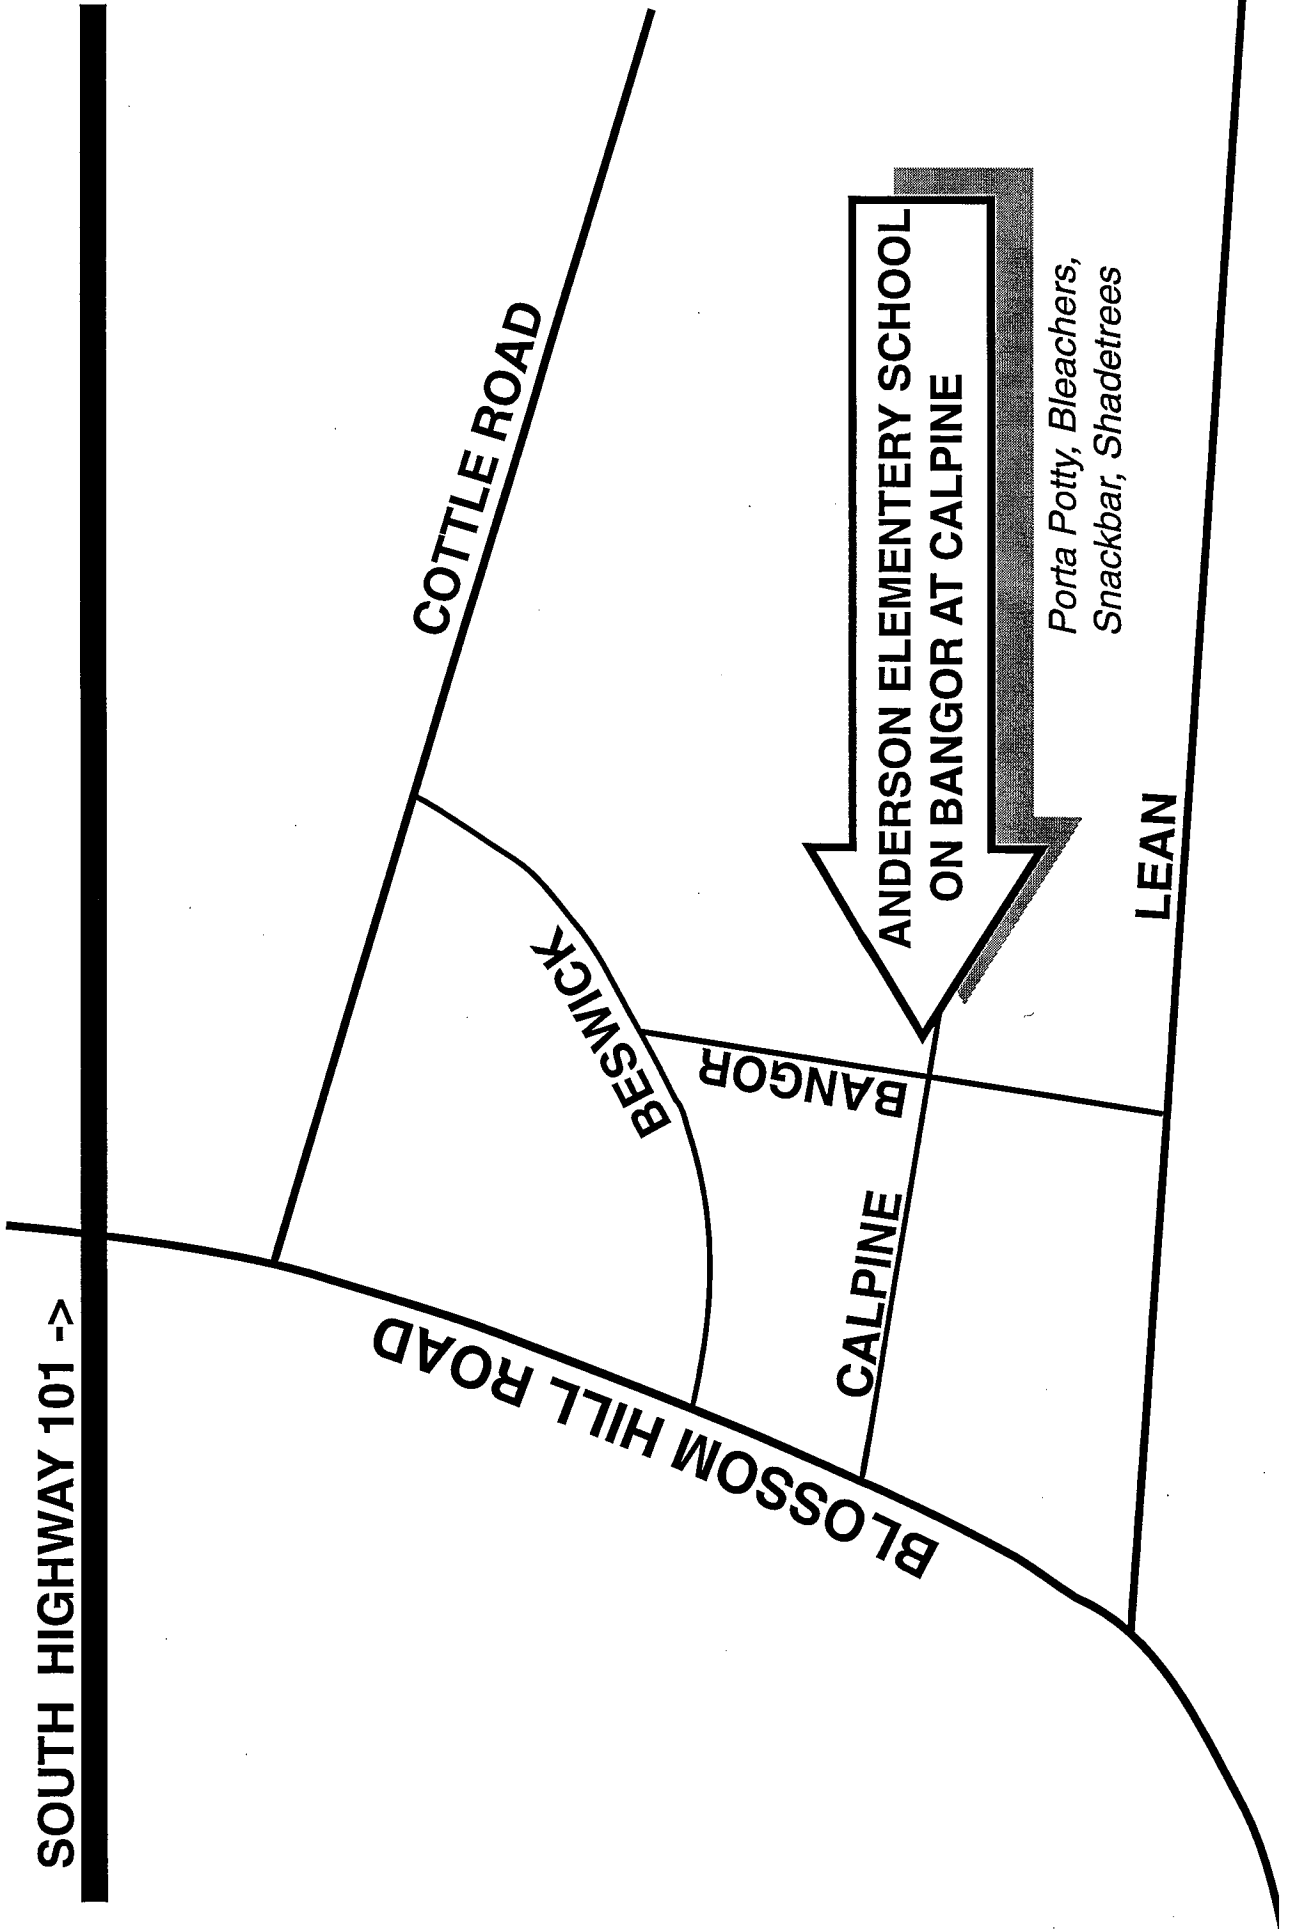 SOUTH HIGHWAY 101 ->
COTTLE ROAD
BESWICK
BLOSSOM HILL ROAD
BANGOR
CALPINE
ANDERSON ELEMENTERY SCHOOL
ON BANGOR AT CALPINE
Porta Potty, Bleachers,
Snackbar, Shadetrees
LEAN